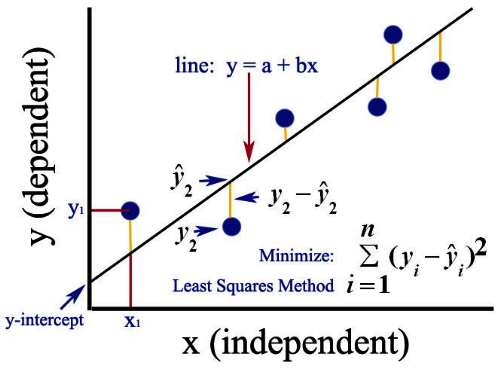 line: y = a + bx
y (dependent)
ŷ₂
y₂ − ŷ₂
y₁
y₂
Minimize: n Σ i = 1 (yᵢ − ŷᵢ)²
Least Squares Method
y-intercept
x₁
x (independent)